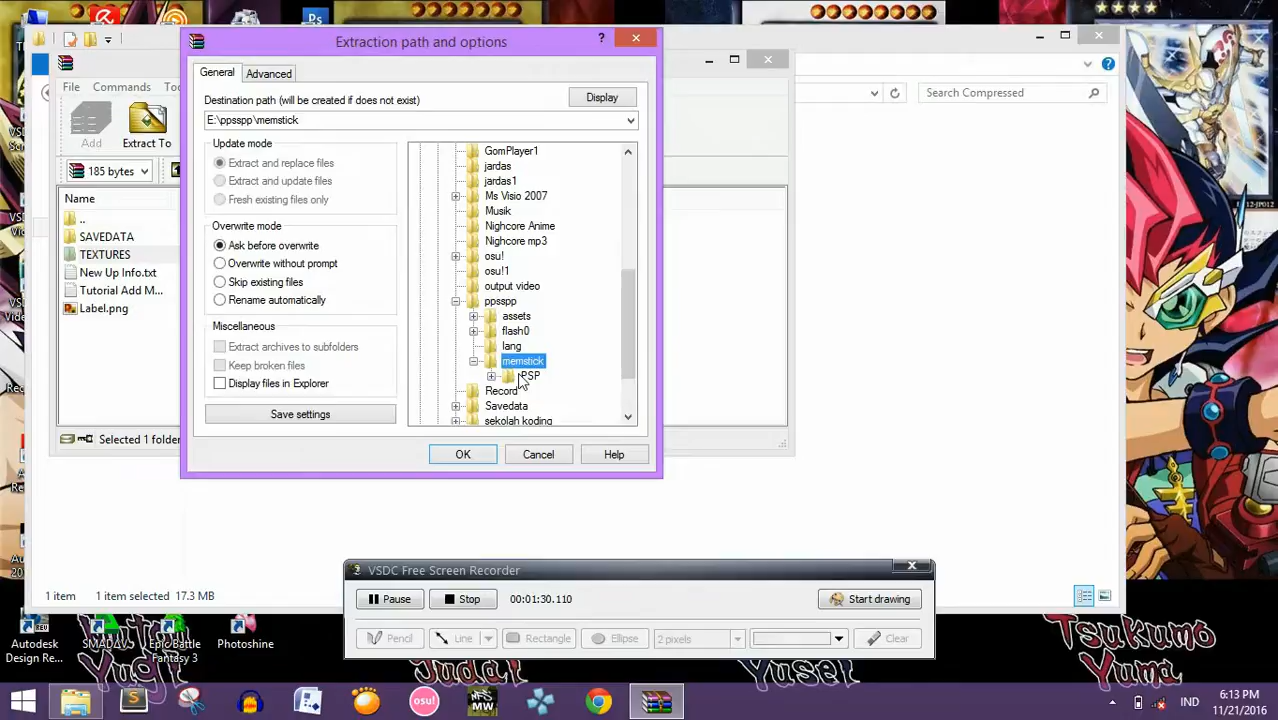 Extraction path and options
?
General
Advanced
Destination path (will be created if does not exist)
Display
E:\ppsspp\memstick
Update mode
Extract and replace files
Extract and update files
Fresh existing files only
Overwrite mode
Ask before overwrite
Overwrite without prompt
Skip existing files
Rename automatically
Miscellaneous
Extract archives to subfolders
Keep broken files
Display files in Explorer
Save settings
GomPlayer1
jardas
jardas1
Ms Visio 2007
Musik
Nighcore Anime
Nighcore mp3
osu!
osu!1
output video
ppsspp
assets
flash0
lang
memstick
PSP
Record
Savedata
sekolah koding
OK
Cancel
Help
File
Commands
Add
Extract To
185 bytes
Name
..
SAVEDATA
TEXTURES
New Up Info.txt
Tutorial Add M...
Label.png
Selected 1 folder
Search Compressed
1 item
1 item selected 17.3 MB
VSDC Free Screen Recorder
Pause
Stop
00:01:30.110
Start drawing
Pencil
Line
Rectangle
Ellipse
2 pixels
Clear
Autodesk
Design Re...
SMADAV
Epic Battle
Fantasy 3
Photoshine
Yugi
Judai
Yusei
Tsukumo
Yuma
Ps
osu!
NFS
MW
IND
6:13 PM
11/21/2016